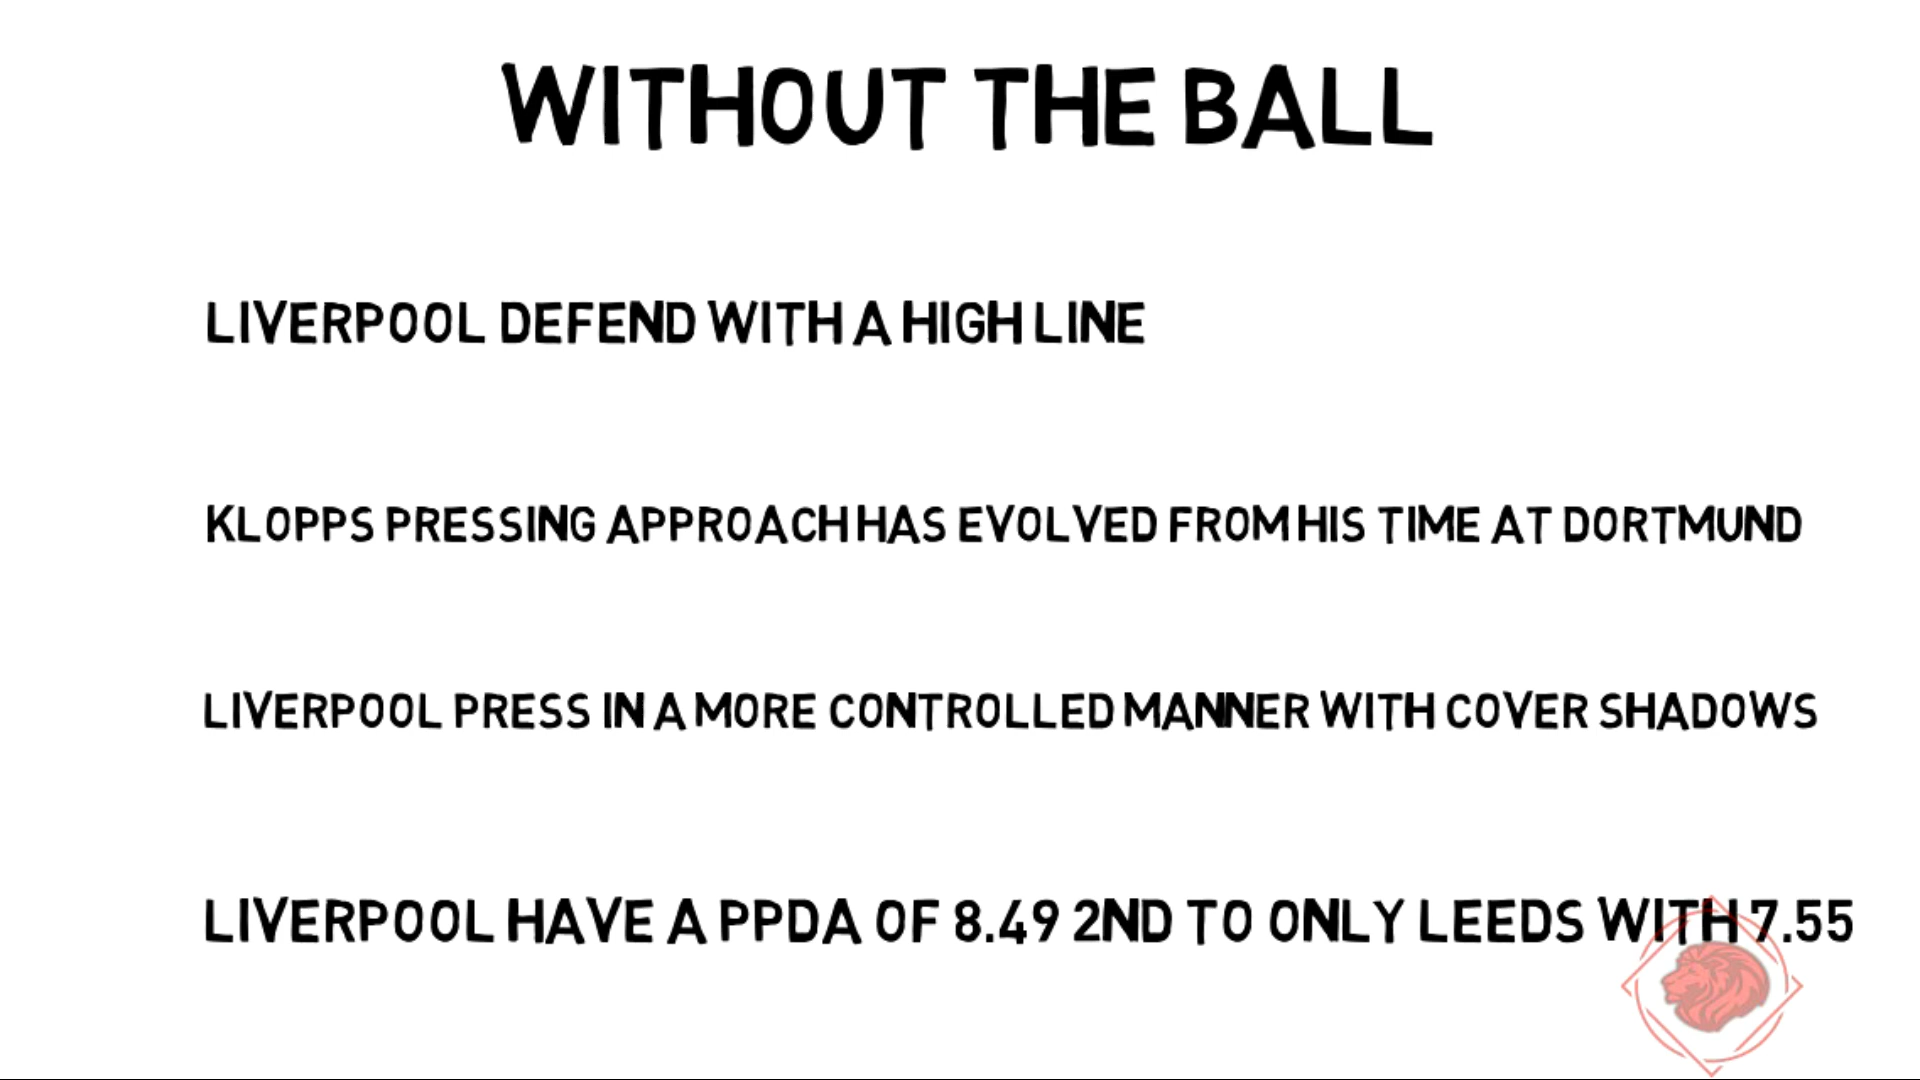 WITHOUT THE BALL
LIVERPOOL DEFEND WITH A HIGH LINE
KLOPPS PRESSING APPROACH HAS EVOLVED FROM HIS TIME AT DORTMUND
LIVERPOOL PRESS IN A MORE CONTROLLED MANNER WITH COVER SHADOWS
LIVERPOOL HAVE A PPDA OF 8.49 2ND TO ONLY LEEDS WITH 7.55